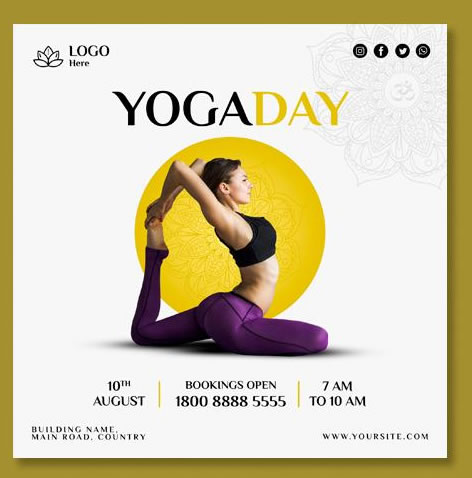 LOGO
Here
YOGADAY
10TH
AUGUST
BOOKINGS OPEN
1800 8888 5555
7 AM
TO 10 AM
BUILDING NAME,
MAIN ROAD, COUNTRY
WWW.YOURSITE.COM